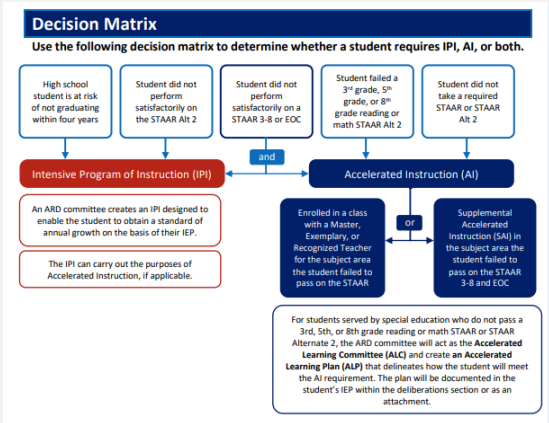 Decision Matrix
Use the following decision matrix to determine whether a student requires IPI, AI, or both.
High school
student is at risk
of not graduating
within four years
Student did not
perform
satisfactorily on
the STAAR Alt 2
Student did not
perform
satisfactorily on a
STAAR 3-8 or EOC
Student failed a
3rd grade, 5th
grade, or 8th
grade reading or
math STAAR Alt 2
Student did not
take a required
STAAR or STAAR
Alt 2
and
Intensive Program of Instruction (IPI)
Accelerated Instruction (AI)
An ARD committee creates an IPI designed to
enable the student to obtain a standard of
annual growth on the basis of their IEP.
The IPI can carry out the purposes of
Accelerated Instruction, if applicable.
Enrolled in a class
with a Master,
Exemplary, or
Recognized Teacher
for the subject area
the student failed to
pass on the STAAR
or
Supplemental
Accelerated
Instruction (SAI) in
the subject area the
student failed to
pass on the STAAR
3-8 and EOC
For students served by special education who do not pass a
3rd, 5th, or 8th grade reading or math STAAR or STAAR
Alternate 2, the ARD committee will act as the Accelerated
Learning Committee (ALC) and create an Accelerated
Learning Plan (ALP) that delineates how the student will meet
the AI requirement. The plan will be documented in the
student's IEP within the deliberations section or as an
attachment.